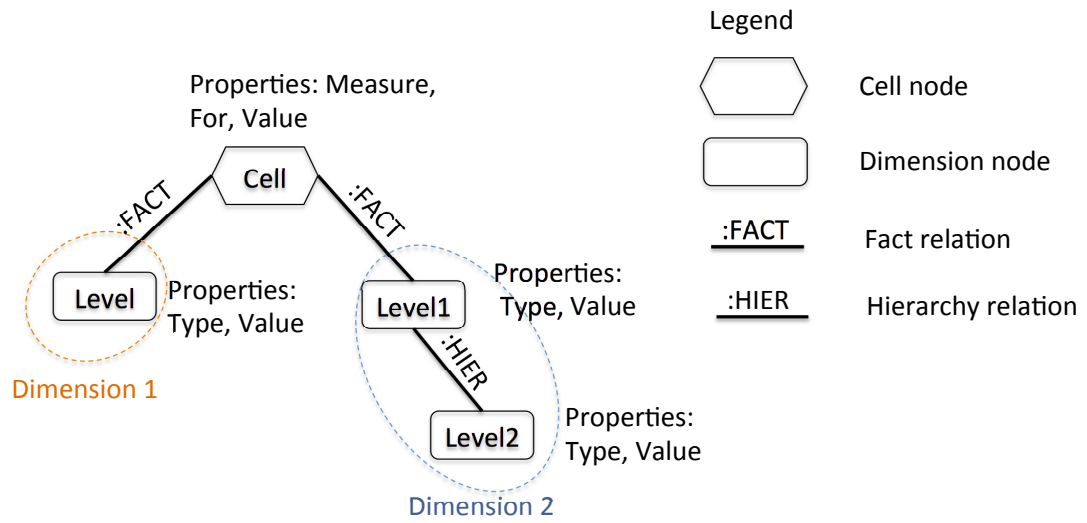 Legend
Properties: Measure,
For, Value
Cell node
Cell
Dimension node
:FACT
:FACT
:FACT
Fact relation
Level
Properties:
Type, Value
Level1
Properties:
Type, Value
:HIER
Hierarchy relation
:HIER
Dimension 1
Level2
Properties:
Type, Value
Dimension 2